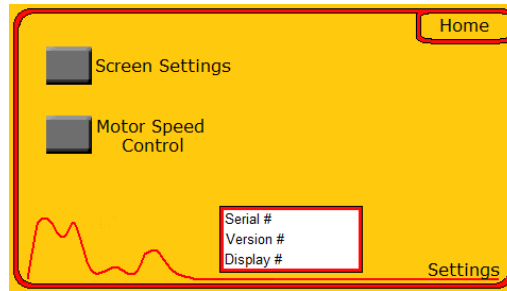 Home
Screen Settings
Motor Speed
Control
Serial #
Version #
Display #
Settings